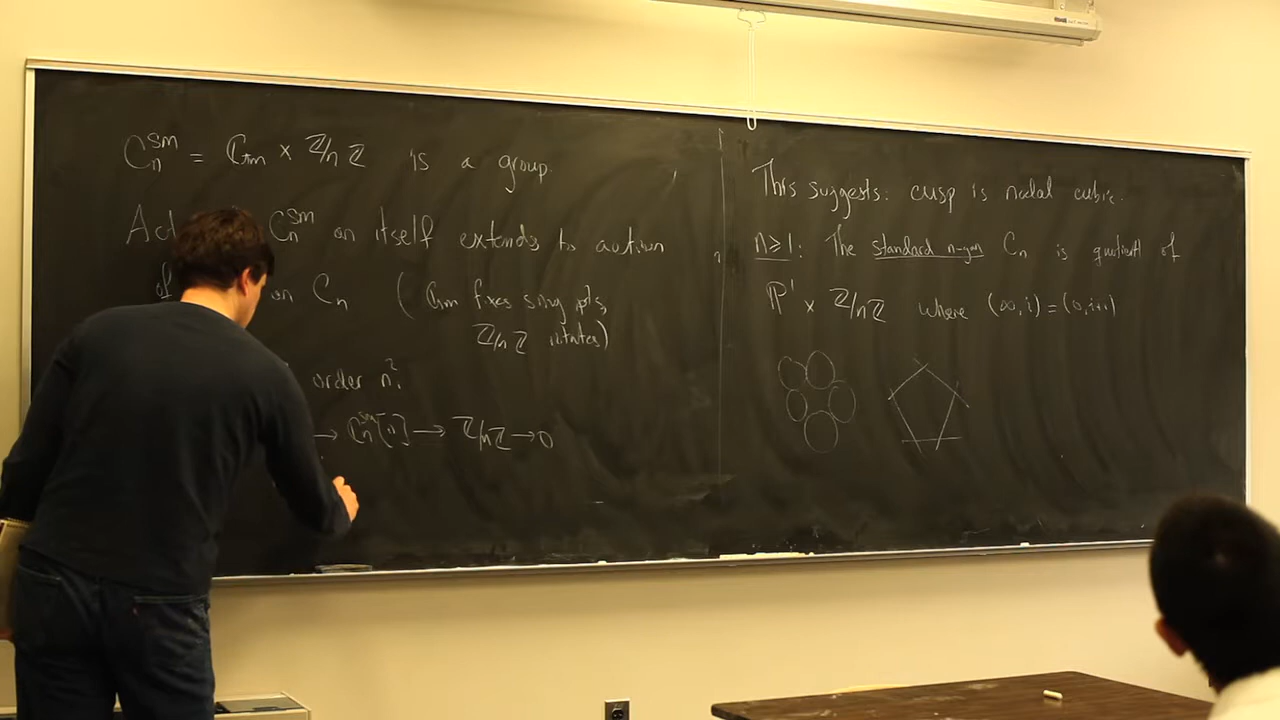 C_n^{sm} = G_m × Z/nZ is a group.
Act C_n^{sm} on itself extends to action
of on C_n ( G_m fixes sing pts,
Z/nZ rotates)
order n².
→ C_n^{sm}[n] → Z/nZ → 0
This suggests: cusp is nodal cubic.
n ≥ 1: The standard n-gon C_n is quotient of
P¹ × Z/nZ where (∞, i) = (0, i+1)